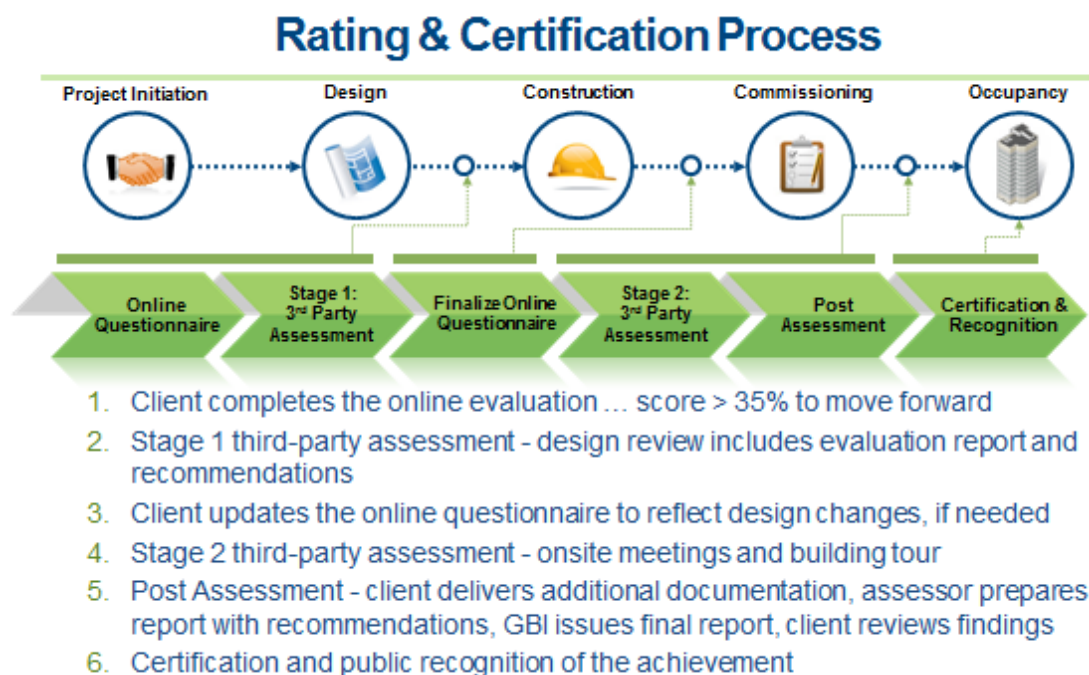 Rating & Certification Process
Project Initiation
Design
Construction
Commissioning
Occupancy
Online
Questionnaire
Stage 1:
3rd Party
Assessment
Finalize Online
Questionnaire
Stage 2:
3rd Party
Assessment
Post
Assessment
Certification &
Recognition
1. Client completes the online evaluation ... score > 35% to move forward
2. Stage 1 third-party assessment - design review includes evaluation report and
recommendations
3. Client updates the online questionnaire to reflect design changes, if needed
4. Stage 2 third-party assessment - onsite meetings and building tour
5. Post Assessment - client delivers additional documentation, assessor prepares
report with recommendations, GBI issues final report, client reviews findings
6. Certification and public recognition of the achievement